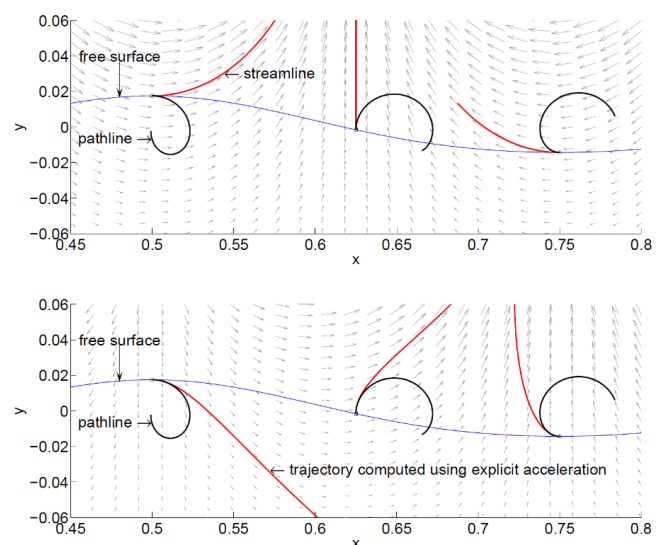 0.06
0.04
free surface
streamline
0.02
y
0
pathline
−0.02
−0.04
−0.06
0.45 0.5 0.55 0.6 0.65 0.7 0.75 0.8
x
0.06
0.04
free surface
0.02
y
0
pathline
−0.02
trajectory computed using explicit acceleration
−0.04
−0.06
0.45 0.5 0.55 0.6 0.65 0.7 0.75 0.8
x